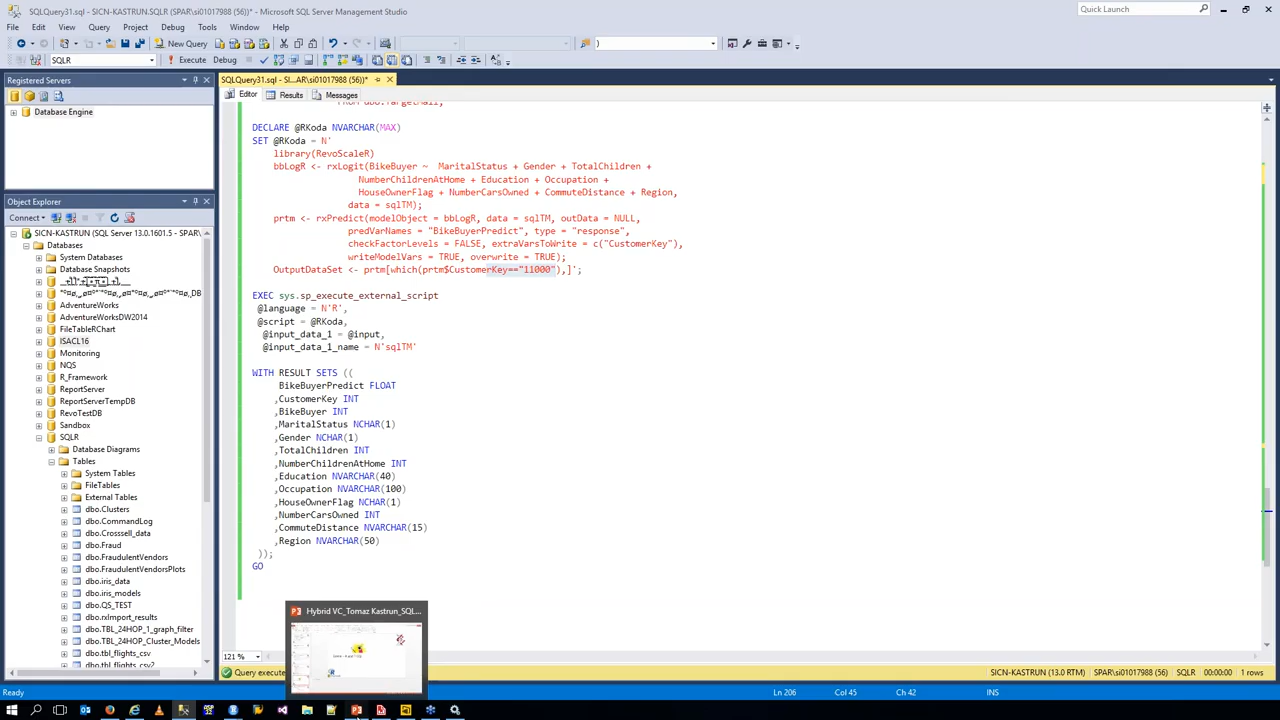 SQLQuery31.sql - SICN-KASTRUN.SQLR (SPAR\si01017988 (56))* - Microsoft SQL Server Management Studio
Quick Launch
File Edit View Query Project Debug Tools Window Help
New Query
)
SQLR
Execute Debug
Registered Servers
Database Engine
Object Explorer
Connect
SICN-KASTRUN (SQL Server 13.0.1601.5 - SPAR\
Databases
System Databases
Database Snapshots
AdventureWorks
AdventureWorksDW2014
FileTableRChart
ISACL16
Monitoring
NQS
R_Framework
ReportServer
ReportServerTempDB
RevoTestDB
Sandbox
SQLR
Database Diagrams
Tables
System Tables
FileTables
External Tables
dbo.Clusters
dbo.CommandLog
dbo.Crosssell_data
dbo.Fraud
dbo.FraudulentVendors
dbo.FraudulentVendorsPlots
dbo.iris_data
dbo.iris_models
dbo.QS_TEST
dbo.rxImport_results
dbo.TBL_24HOP_1_graph_filter
dbo.TBL_24HOP_Cluster_Models
dbo.tbl_flights_csv
dbo.tbl_flights_csv2
SQLQuery31.sql - SI...AR\si01017988 (56))*
Editor Results Messages
FROM dbo.TargetMail;
DECLARE @RKoda NVARCHAR(MAX)
SET @RKoda = N'
library(RevoScaleR)
bbLogR <- rxLogit(BikeBuyer ~ MaritalStatus + Gender + TotalChildren +
NumberChildrenAtHome + Education + Occupation +
HouseOwnerFlag + NumberCarsOwned + CommuteDistance + Region,
data = sqlTM);
prtm <- rxPredict(modelObject = bbLogR, data = sqlTM, outData = NULL,
predVarNames = "BikeBuyerPredict", type = "response",
checkFactorLevels = FALSE, extraVarsToWrite = c("CustomerKey"),
writeModelVars = TRUE, overwrite = TRUE);
OutputDataSet <- prtm[which(prtm$CustomerKey=="11000"),]';
EXEC sys.sp_execute_external_script
@language = N'R',
@script = @RKoda,
@input_data_1 = @input,
@input_data_1_name = N'sqlTM'
WITH RESULT SETS ((
BikeBuyerPredict FLOAT
,CustomerKey INT
,BikeBuyer INT
,MaritalStatus NCHAR(1)
,Gender NCHAR(1)
,TotalChildren INT
,NumberChildrenAtHome INT
,Education NVARCHAR(40)
,Occupation NVARCHAR(100)
,HouseOwnerFlag NCHAR(1)
,NumberCarsOwned INT
,CommuteDistance NVARCHAR(15)
,Region NVARCHAR(50)
));
GO
Hybrid VC_Tomaz Kastrun_SQL...
121 %
Query execute
SICN-KASTRUN (13.0 RTM) SPAR\si01017988 (56) SQLR 00:00:00 1 rows
Ready
Ln 206 Col 45 Ch 42 INS